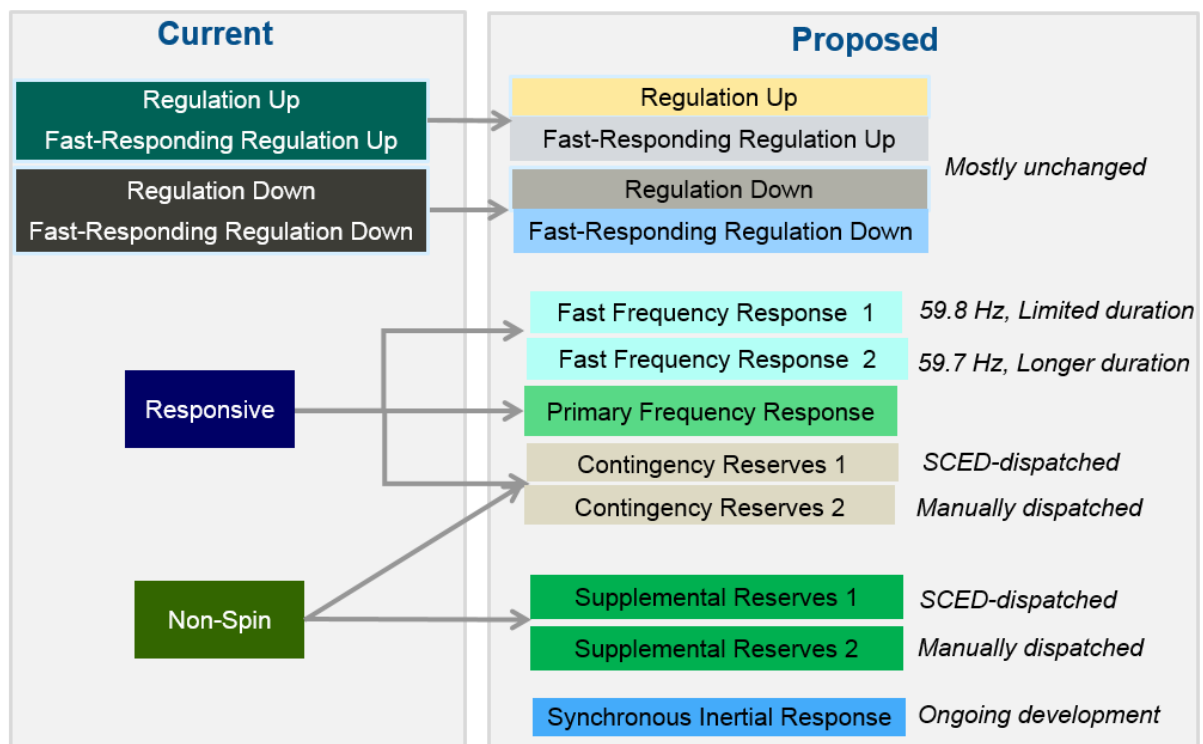 Current
Regulation Up
Fast-Responding Regulation Up
Regulation Down
Fast-Responding Regulation Down
Responsive
Non-Spin
Proposed
Regulation Up
Fast-Responding Regulation Up
Regulation Down
Fast-Responding Regulation Down
Mostly unchanged
Fast Frequency Response 1
59.8 Hz, Limited duration
Fast Frequency Response 2
59.7 Hz, Longer duration
Primary Frequency Response
Contingency Reserves 1
SCED-dispatched
Contingency Reserves 2
Manually dispatched
Supplemental Reserves 1
SCED-dispatched
Supplemental Reserves 2
Manually dispatched
Synchronous Inertial Response
Ongoing development